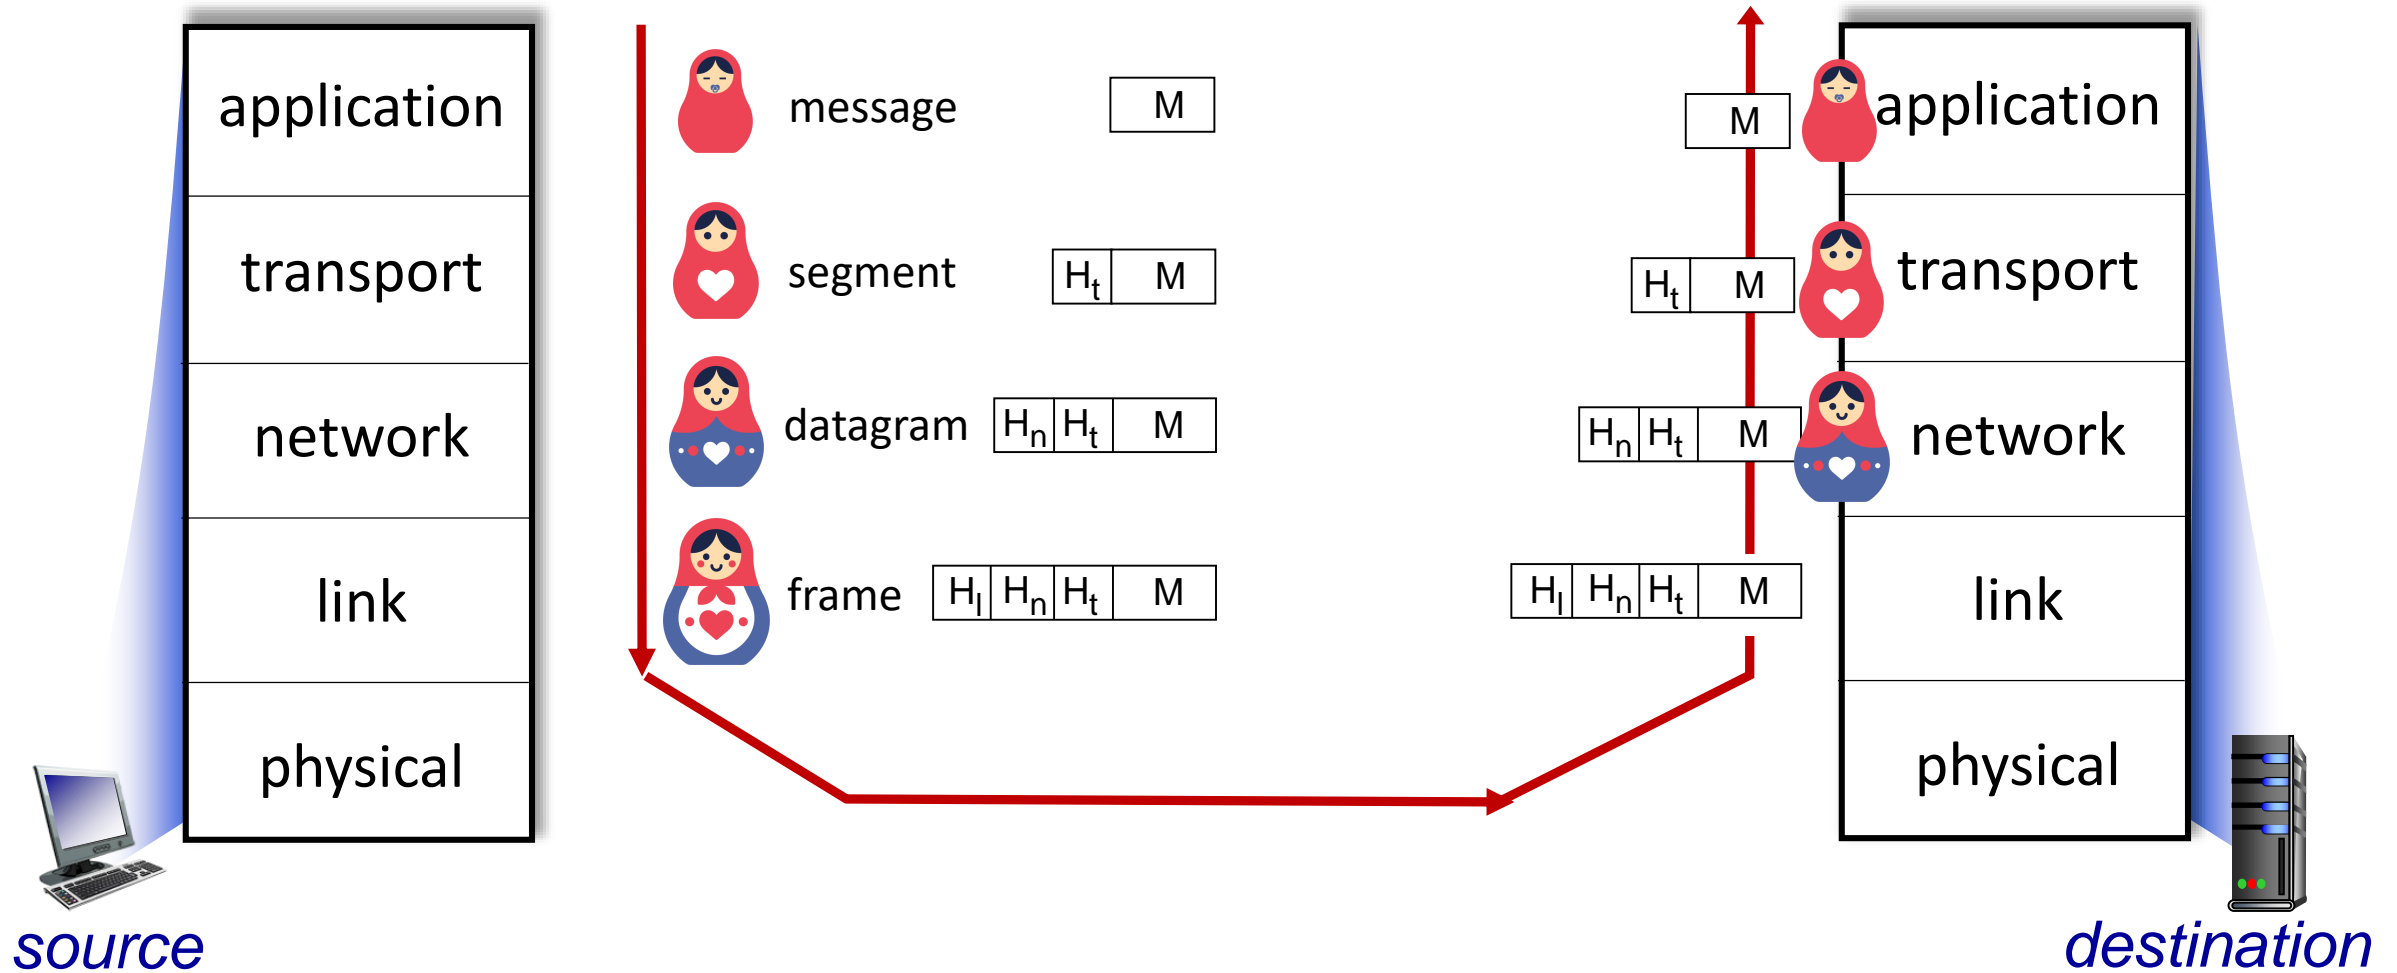 application
transport
network
link
physical
source
message M
segment Ht M
datagram Hn Ht M
frame Hl Hn Ht M
M
Ht M
Hn Ht M
Hl Hn Ht M
application
transport
network
link
physical
destination